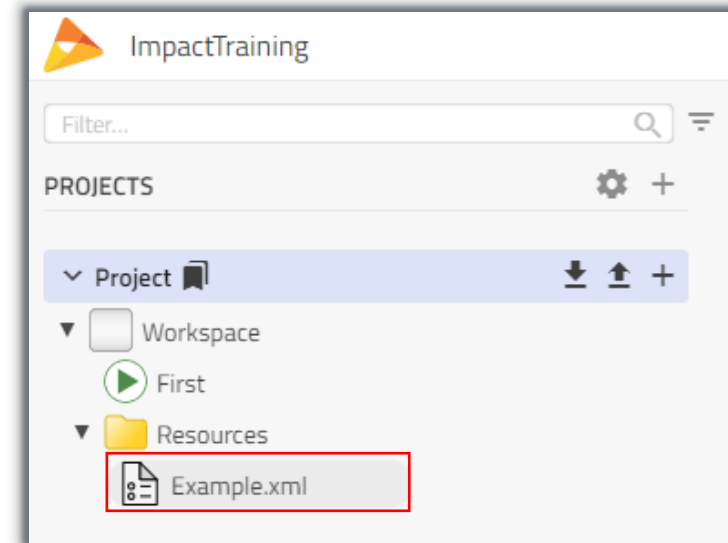 ImpactTraining
Filter...
PROJECTS
Project
Workspace
First
Resources
Example.xml